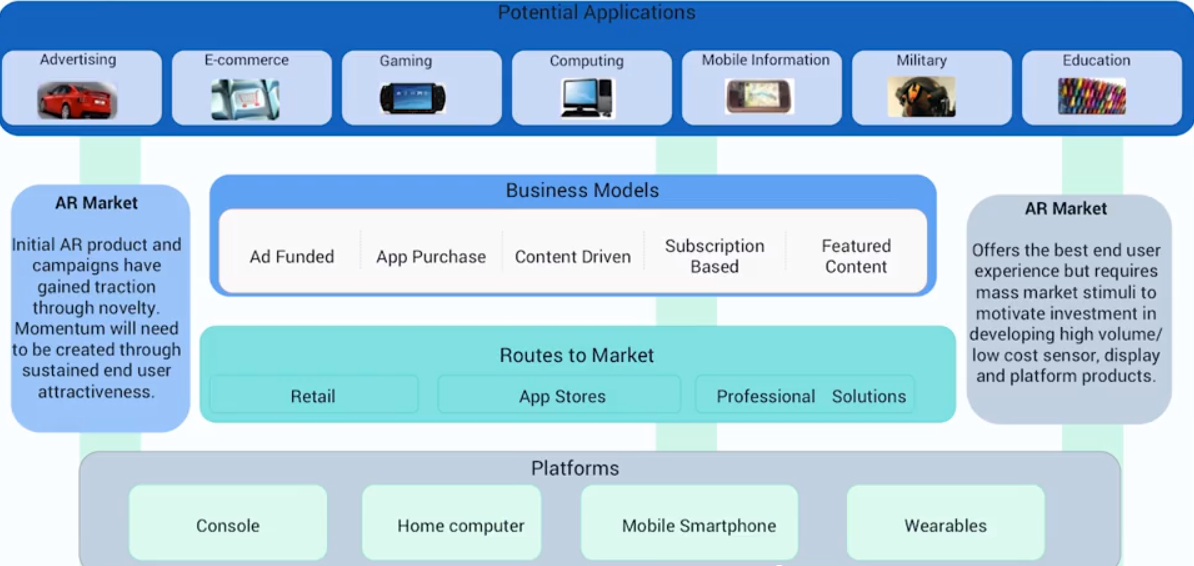 Potential Applications
Advertising
E-commerce
Gaming
Computing
Mobile Information
Military
Education
AR Market
Initial AR product and
campaigns have
gained traction
through novelty.
Momentum will need
to be created through
sustained end user
attractiveness.
Business Models
Ad Funded
App Purchase
Content Driven
Subscription
Based
Featured
Content
Routes to Market
Retail
App Stores
Professional Solutions
AR Market
Offers the best end user
experience but requires
mass market stimuli to
motivate investment in
developing high volume/
low cost sensor, display
and platform products.
Platforms
Console
Home computer
Mobile Smartphone
Wearables